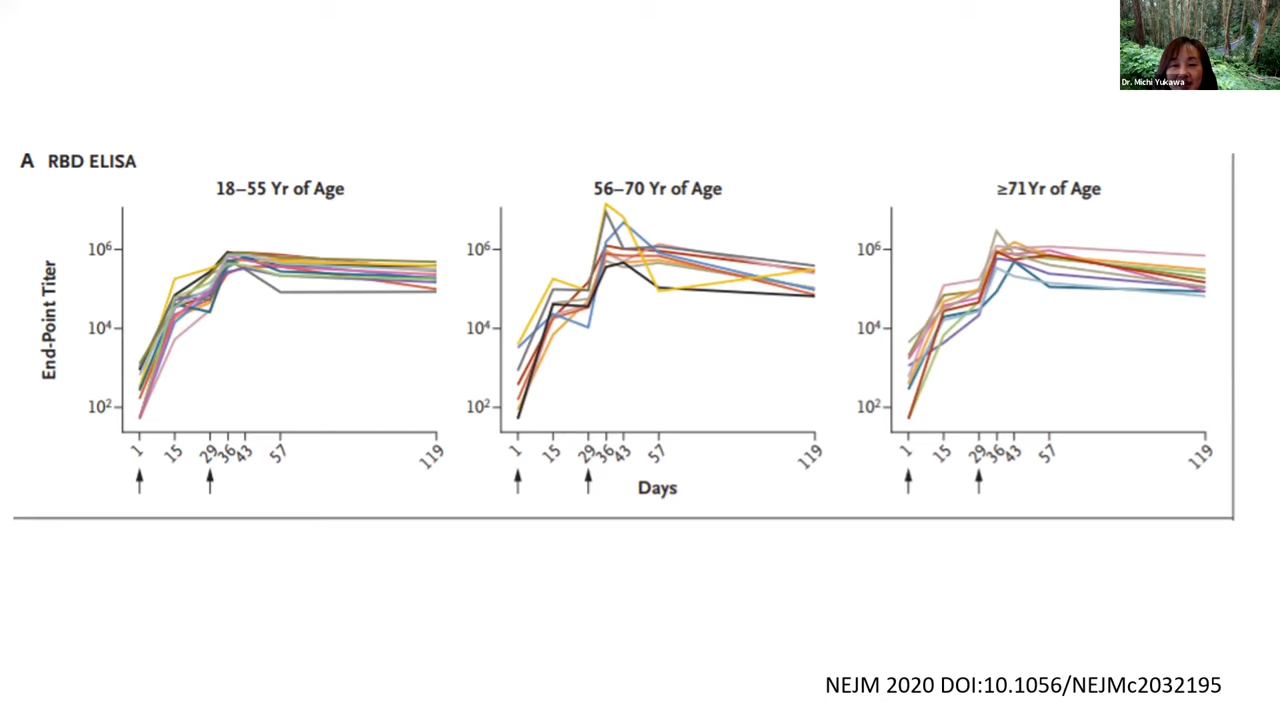 Dr. Michi Yukawa
A RBD ELISA
18–55 Yr of Age
56–70 Yr of Age
≥71Yr of Age
End-Point Titer
10⁶
10⁴
10²
1 15 29 36 43 57 119
10⁶
10⁴
10²
1 15 29 36 43 57 119
10⁶
10⁴
10²
1 15 29 36 43 57 119
Days
NEJM 2020 DOI:10.1056/NEJMc2032195